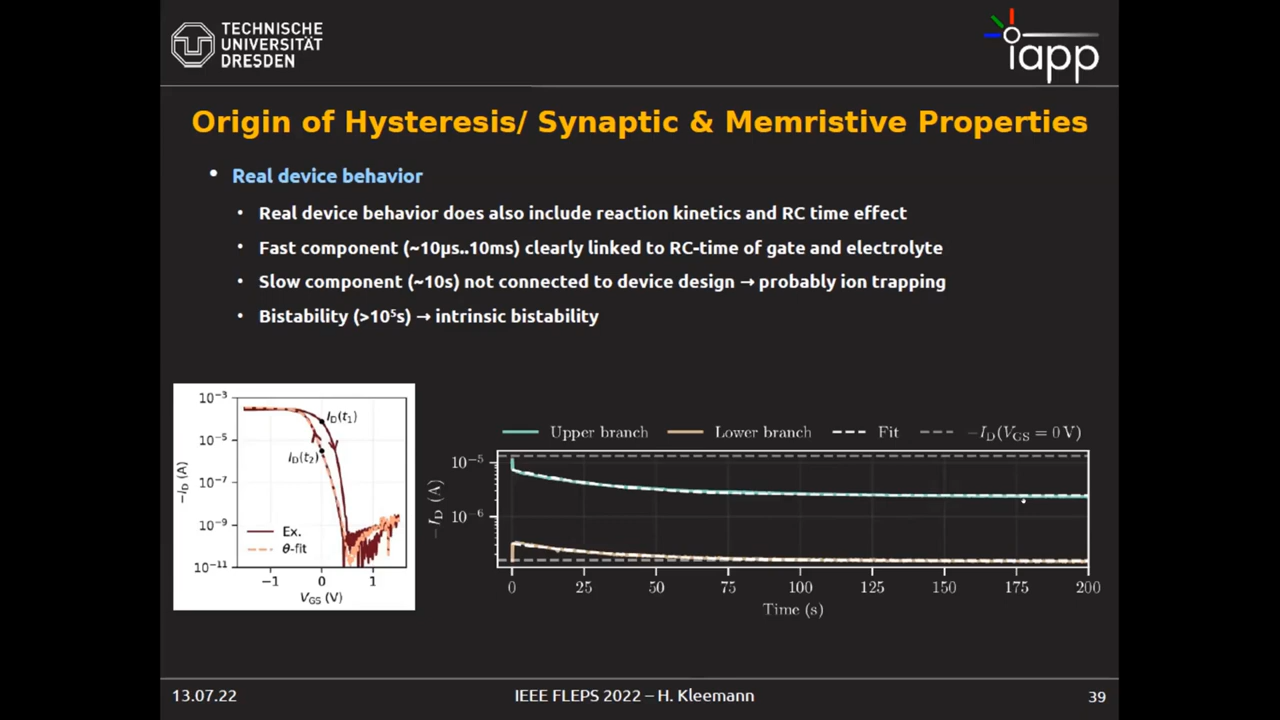 TECHNISCHE
UNIVERSITÄT
DRESDEN
iapp
Origin of Hysteresis/ Synaptic & Memristive Properties
• Real device behavior
• Real device behavior does also include reaction kinetics and RC time effect
• Fast component (~10µs..10ms) clearly linked to RC-time of gate and electrolyte
• Slow component (~10s) not connected to device design → probably ion trapping
• Bistability (>10⁵s) → intrinsic bistability
10⁻³
10⁻⁵
10⁻⁷
10⁻⁹
10⁻¹¹
−I_D (A)
I_D(t₁)
I_D(t₂)
Ex.
θ-fit
−1 0 1
V_GS (V)
Upper branch Lower branch Fit −I_D(V_GS = 0 V)
10⁻⁵
10⁻⁶
−I_D (A)
0 25 50 75 100 125 150 175 200
Time (s)
13.07.22 IEEE FLEPS 2022 – H. Kleemann 39